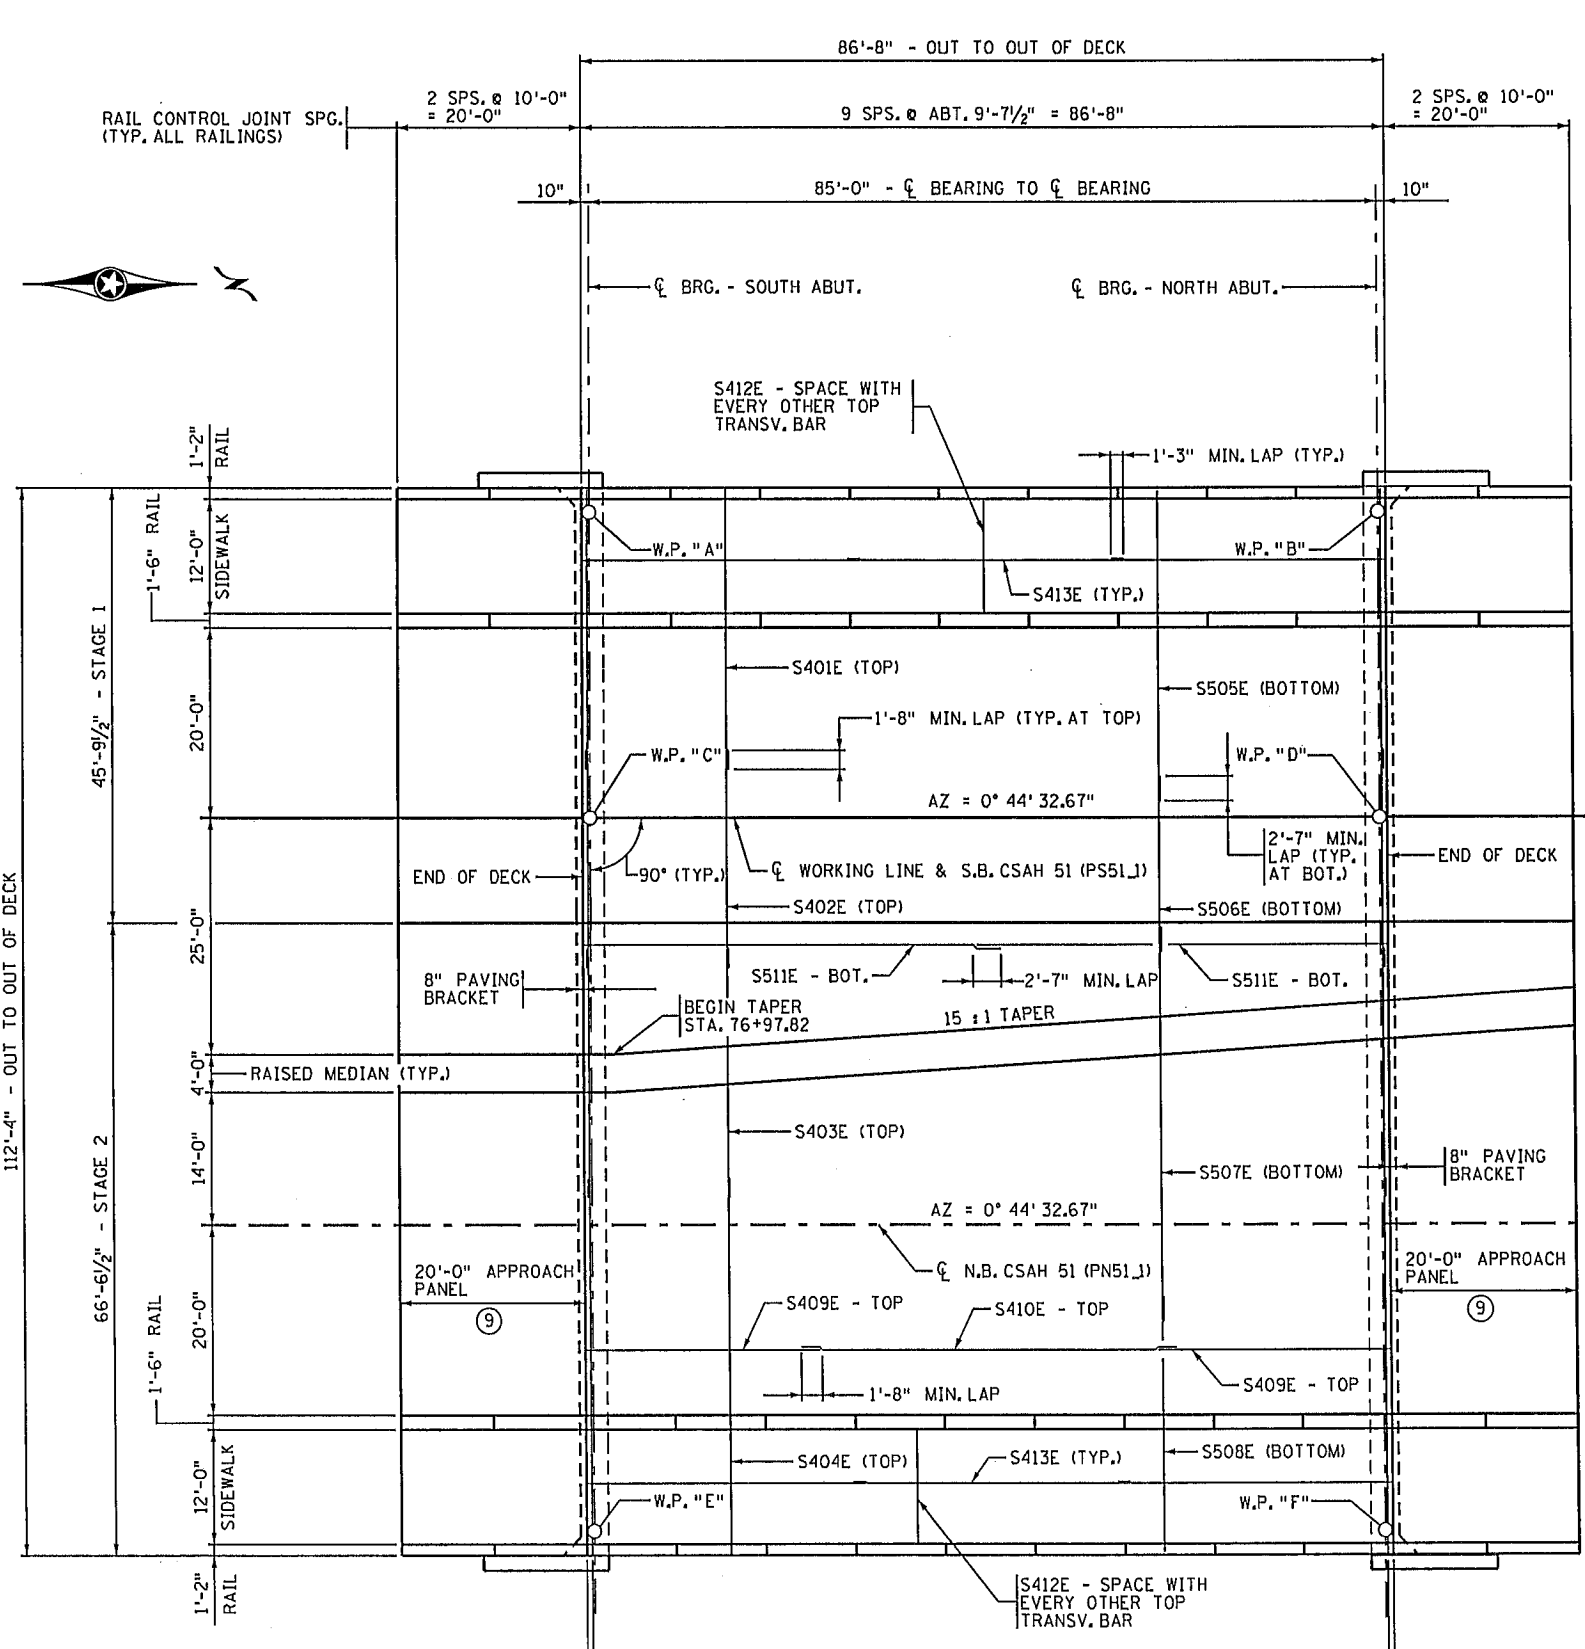 86'-8" - OUT TO OUT OF DECK
RAIL CONTROL JOINT SPG.
(TYP. ALL RAILINGS)
2 SPS. @ 10'-0"
= 20'-0"
9 SPS. @ ABT. 9'-7½" = 86'-8"
2 SPS. @ 10'-0"
= 20'-0"
10"
85'-0" - ℄ BEARING TO ℄ BEARING
10"
℄ BRG. - SOUTH ABUT.
℄ BRG. - NORTH ABUT.
S412E - SPACE WITH
EVERY OTHER TOP
TRANSV. BAR
1'-3" MIN. LAP (TYP.)
1'-2"
RAIL
1'-6" RAIL
12'-0"
SIDEWALK
W.P. "A"
W.P. "B"
S413E (TYP.)
45'-9½" - STAGE 1
20'-0"
S401E (TOP)
S505E (BOTTOM)
1'-8" MIN. LAP (TYP. AT TOP)
W.P. "C"
W.P. "D"
AZ = 0° 44' 32.67"
2'-7" MIN.
LAP (TYP.
AT BOT.)
END OF DECK
90° (TYP.)
℄ WORKING LINE & S.B. CSAH 51 (PS51_1)
END OF DECK
112'-4" - OUT TO OUT OF DECK
25'-0"
S402E (TOP)
S506E (BOTTOM)
8" PAVING
BRACKET
S511E - BOT.
2'-7" MIN. LAP
S511E - BOT.
BEGIN TAPER
STA. 76+97.82
15 : 1 TAPER
4'-0"
RAISED MEDIAN (TYP.)
66'-6½" - STAGE 2
14'-0"
S403E (TOP)
S507E (BOTTOM)
8" PAVING
BRACKET
AZ = 0° 44' 32.67"
20'-0" APPROACH
PANEL
9
℄ N.B. CSAH 51 (PN51_1)
20'-0" APPROACH
PANEL
9
20'-0"
1'-6" RAIL
S409E - TOP
S410E - TOP
1'-8" MIN. LAP
S409E - TOP
12'-0"
SIDEWALK
S404E (TOP)
S413E (TYP.)
S508E (BOTTOM)
W.P. "E"
W.P. "F"
1'-2"
RAIL
S412E - SPACE WITH
EVERY OTHER TOP
TRANSV. BAR